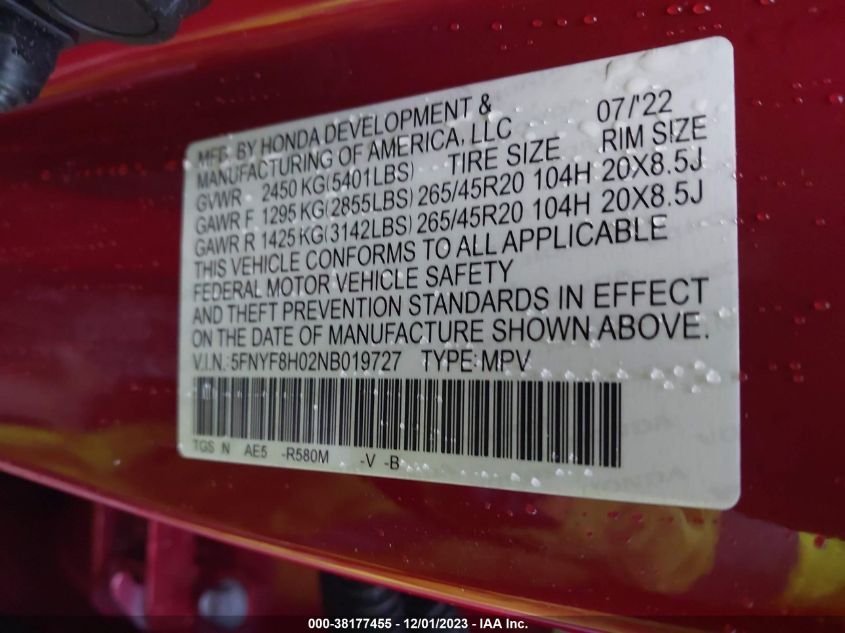 MFD. BY HONDA DEVELOPMENT & 07/'22
MANUFACTURING OF AMERICA, LLC
GVWR 2450 KG(5401LBS) TIRE SIZE RIM SIZE
GAWR F 1295 KG(2855LBS) 265/45R20 104H 20X8.5J
GAWR R 1425 KG(3142LBS) 265/45R20 104H 20X8.5J
THIS VEHICLE CONFORMS TO ALL APPLICABLE
FEDERAL MOTOR VEHICLE SAFETY
AND THEFT PREVENTION STANDARDS IN EFFECT
ON THE DATE OF MANUFACTURE SHOWN ABOVE.
V.I.N.: 5FNYF8H02NB019727 TYPE: MPV
TGS N AE5 -R580M -V -B
000-38177455 - 12/01/2023 - IAA Inc.